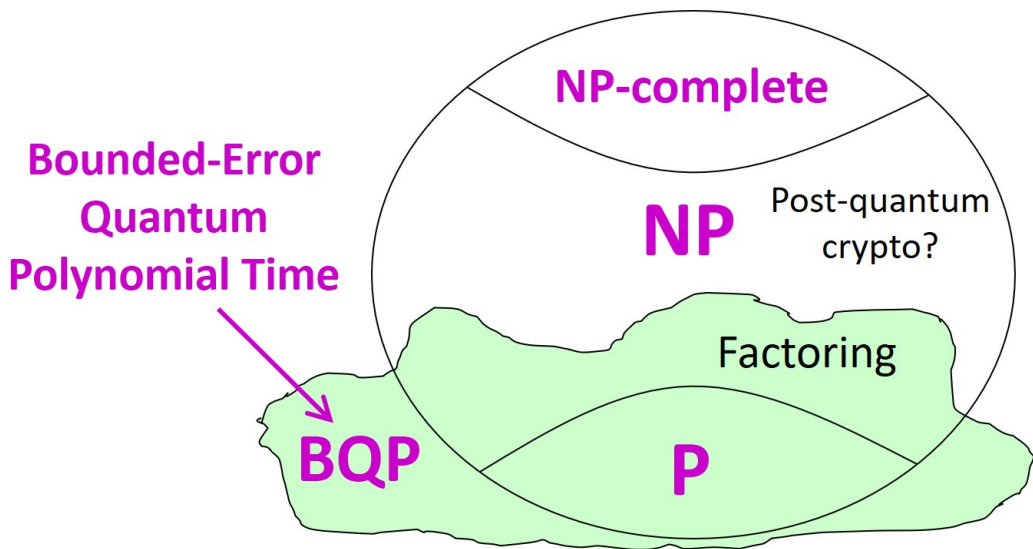 NP-complete
Bounded-Error
Quantum
Polynomial Time
NP
Post-quantum
crypto?
Factoring
BQP
P